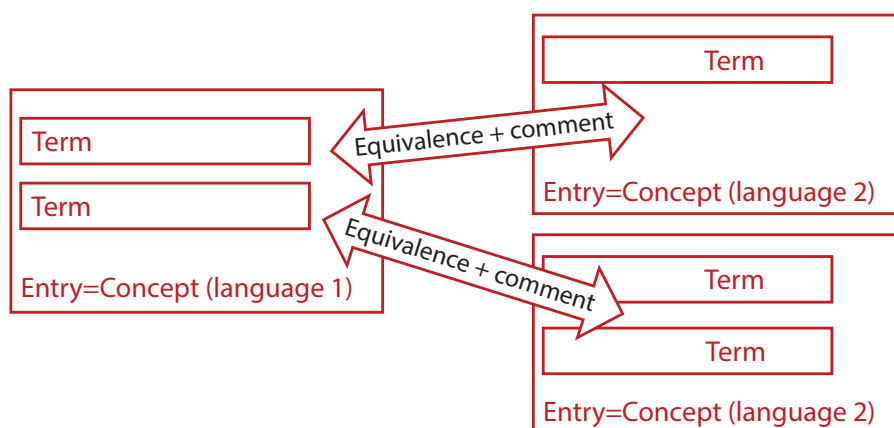 Term
Term
Entry=Concept (language 1)
Equivalence + comment
Equivalence + comment
Term
Entry=Concept (language 2)
Term
Term
Entry=Concept (language 2)